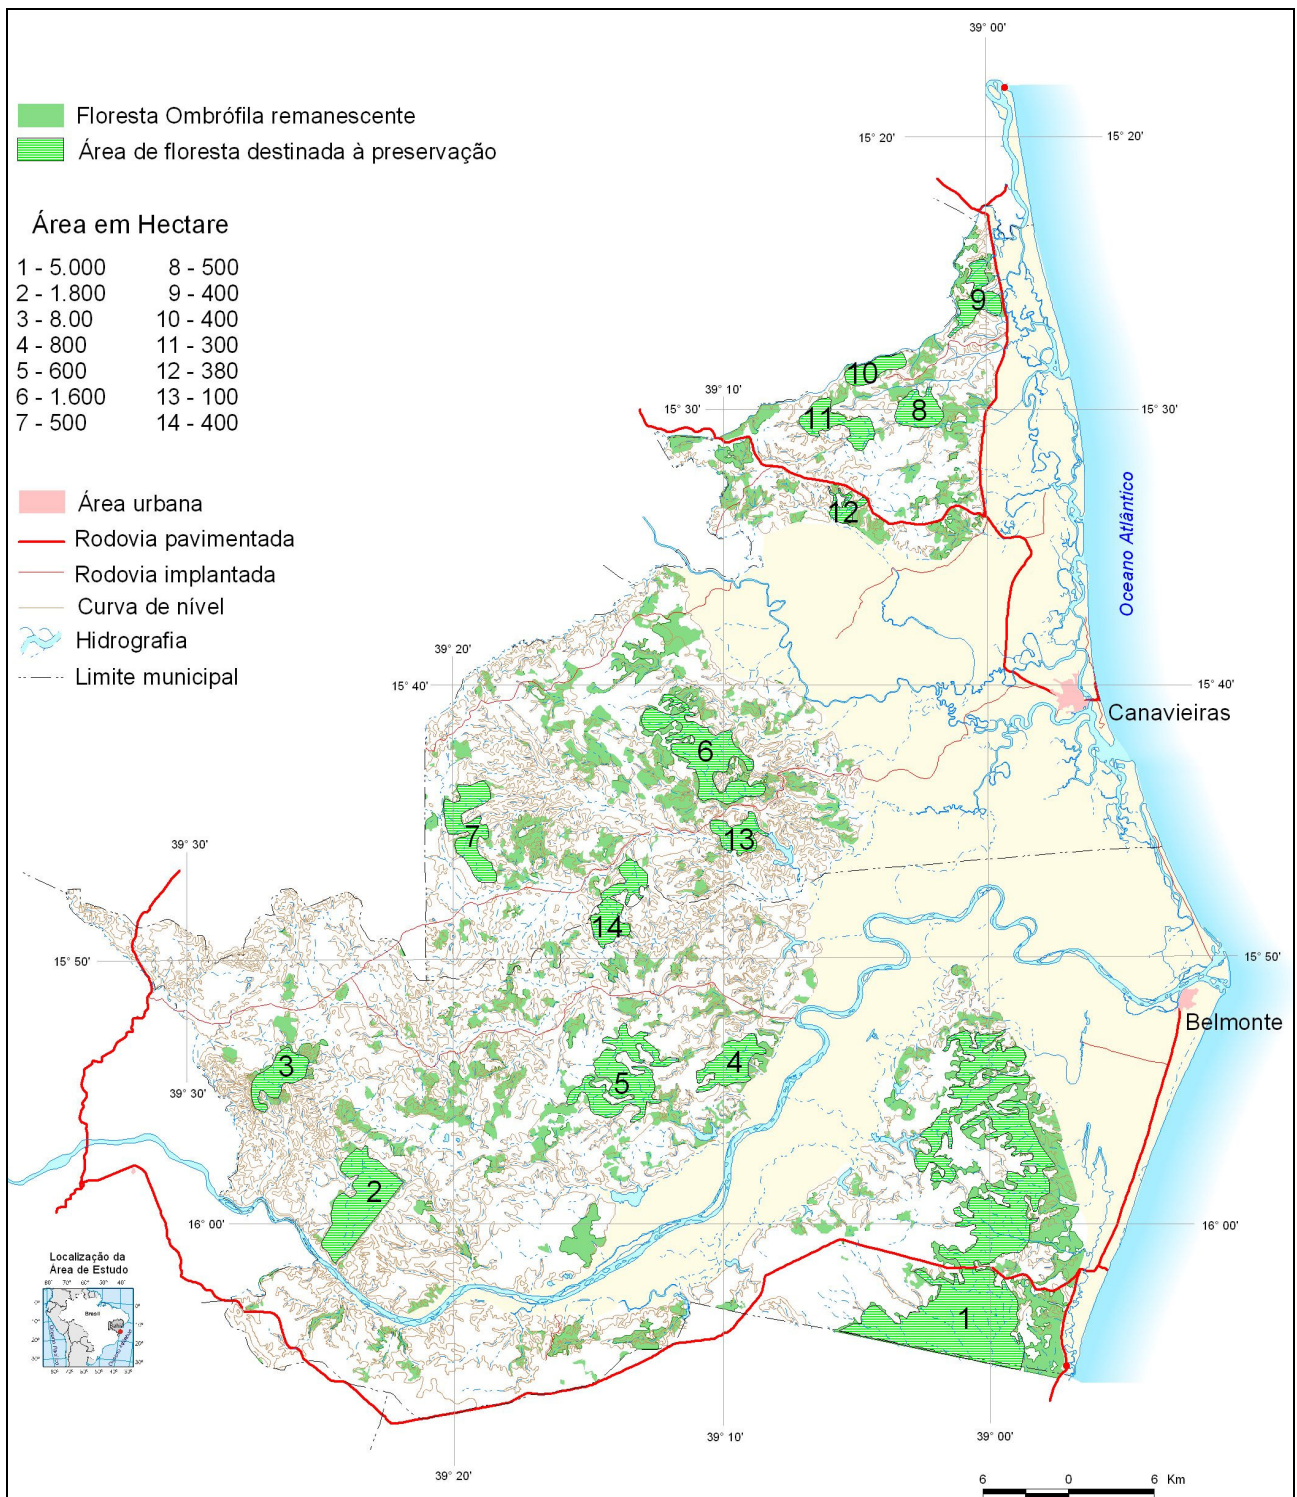 39° 00'
Floresta Ombrófila remanescente
Área de floresta destinada à preservação
15° 20'
15° 20'
Área em Hectare
1 - 5.000
8 - 500
2 - 1.800
9 - 400
3 - 8.00
10 - 400
4 - 800
11 - 300
5 - 600
12 - 380
6 - 1.600
13 - 100
7 - 500
14 - 400
9
10
39° 10'
15° 30'
11
8
15° 30'
12
Área urbana
Rodovia pavimentada
Rodovia implantada
Curva de nível
Hidrografia
Limite municipal
Oceano Atlântico
39° 20'
15° 40'
15° 40'
Canavieiras
6
7
13
39° 30'
14
15° 50'
15° 50'
Belmonte
3
5
4
39° 30'
2
16° 00'
16° 00'
Localização da
Área de Estudo
80° 70° 60° 50° 40°
Brasil
1
39° 10'
39° 00'
39° 20'
6 0 6 Km